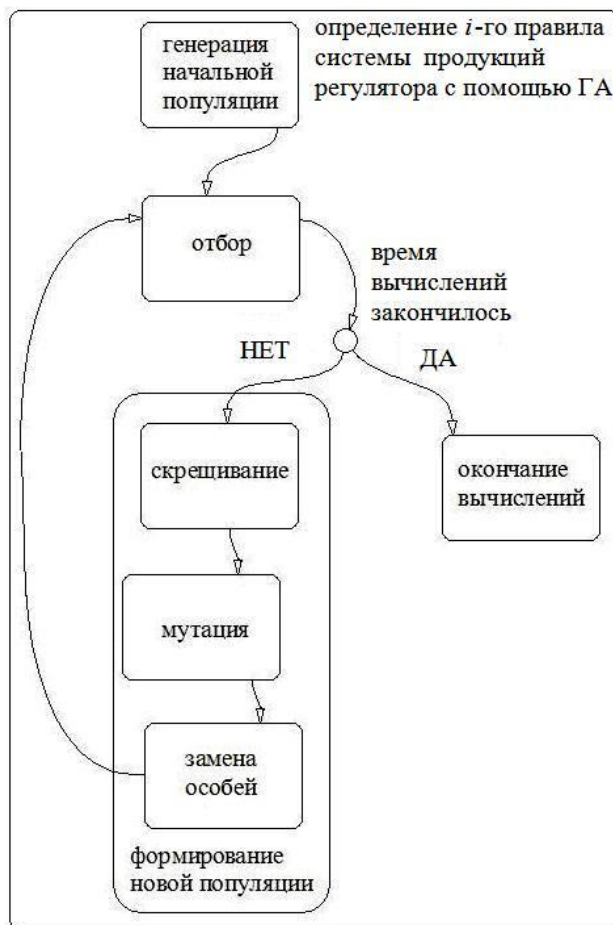 генерация
начальной
популяции
определение i-го правила
системы продукций
регулятора с помощью ГА
отбор
время
вычислений
закончилось
НЕТ
ДА
скрещивание
окончание
вычислений
мутация
замена
особей
формирование
новой популяции